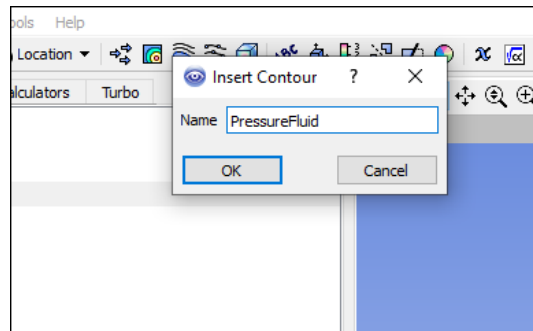 ools Help
Location
alculators Turbo
Insert Contour ? ×
Name PressureFluid
OK Cancel